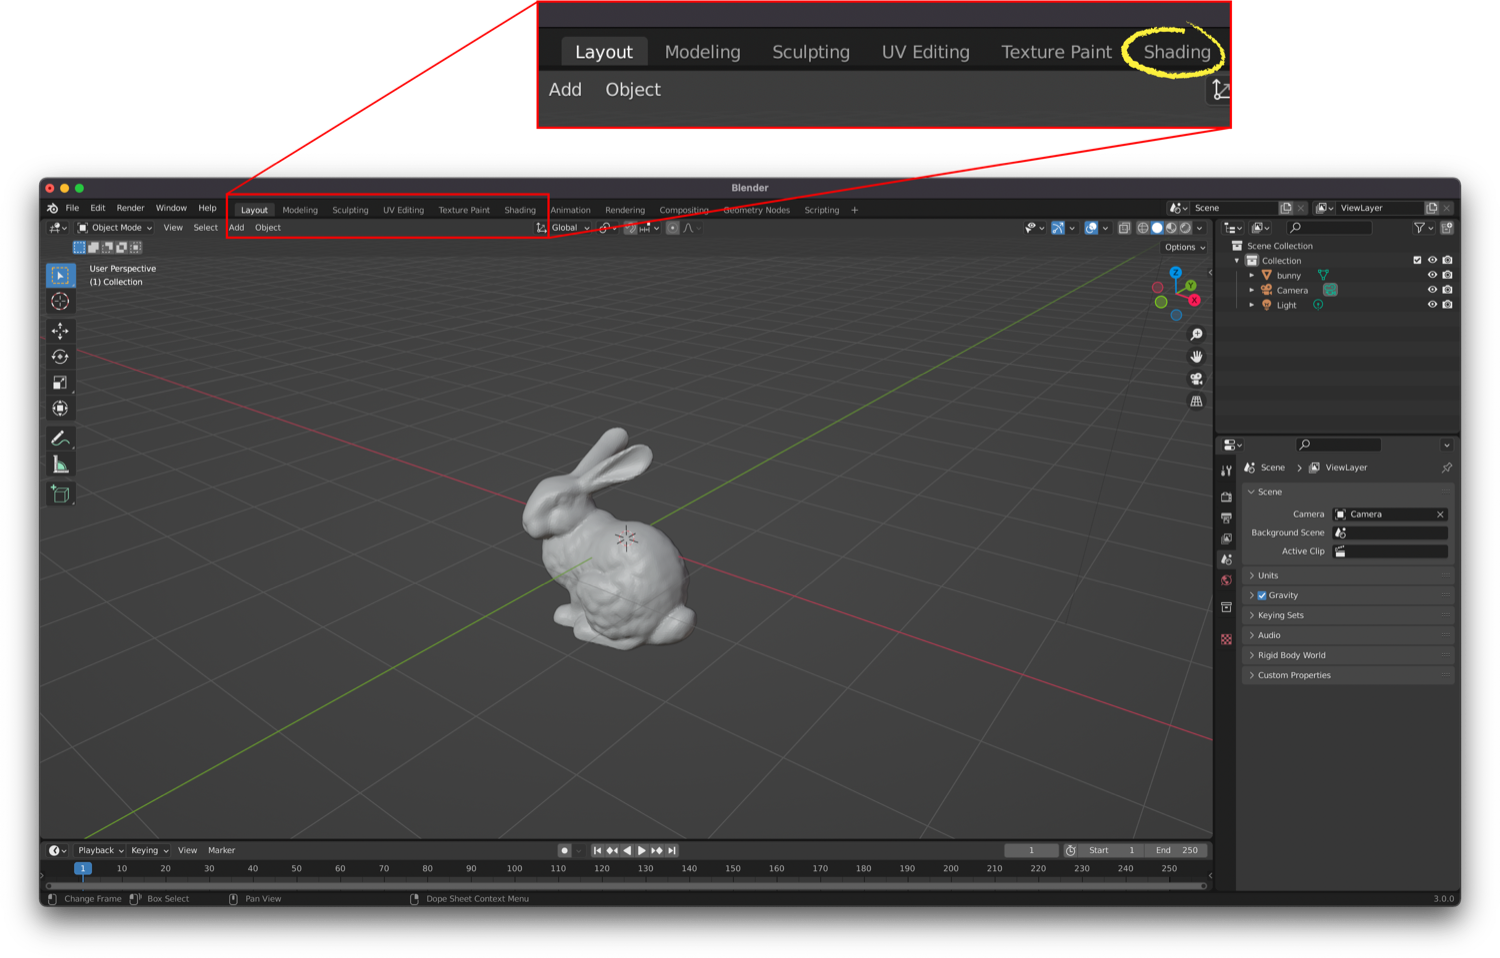 Layout Modeling Sculpting UV Editing Texture Paint Shading
Add Object
Blender
File Edit Render Window Help Layout Modeling Sculpting UV Editing Texture Paint Shading Animation Rendering Compositing Geometry Nodes Scripting + Scene ViewLayer
Object Mode View Select Add Object Global
Options
User Perspective
(1) Collection
Z
Y
X
Scene Collection
Collection
bunny
Camera
Light
Scene > ViewLayer
Scene
Camera Camera
Background Scene
Active Clip
Units
Gravity
Keying Sets
Audio
Rigid Body World
Custom Properties
Playback Keying View Marker 1 Start 1 End 250
1 10 20 30 40 50 60 70 80 90 100 110 120 130 140 150 160 170 180 190 200 210 220 230 240 250
Change Frame Box Select Pan View Dope Sheet Context Menu 3.0.0